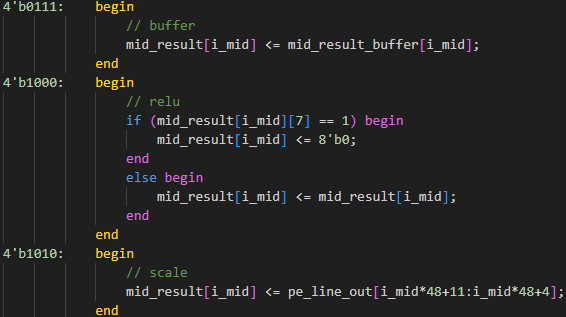 4'b0111:    begin
                // buffer
                mid_result[i_mid] <= mid_result_buffer[i_mid];
            end
4'b1000:    begin
                // relu
                if (mid_result[i_mid][7] == 1) begin
                    mid_result[i_mid] <= 8'b0;
                end
                else begin
                    mid_result[i_mid] <= mid_result[i_mid];
                end
            end
4'b1010:    begin
                // scale
                mid_result[i_mid] <= pe_line_out[i_mid*48+11:i_mid*48+4];
            end